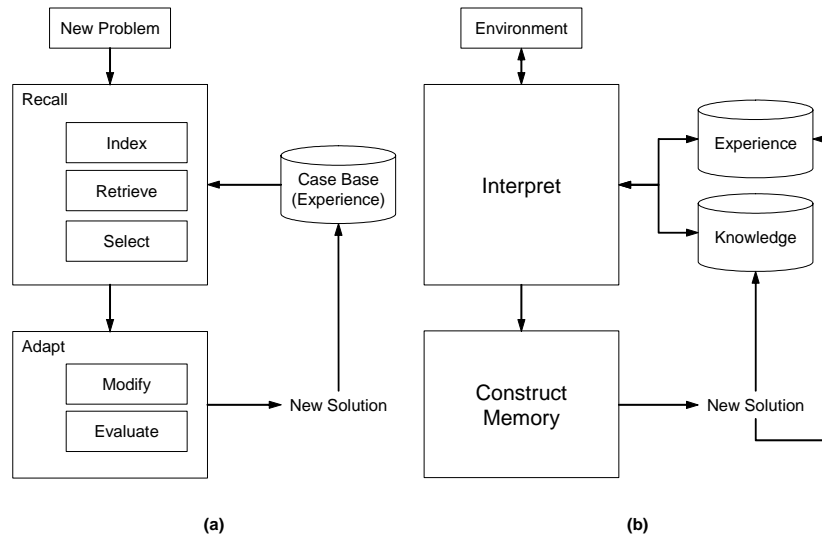 New Problem
Recall
Index
Retrieve
Select
Case Base
(Experience)
Adapt
Modify
Evaluate
New Solution
(a)
Environment
Interpret
Experience
Knowledge
Construct
Memory
New Solution
(b)